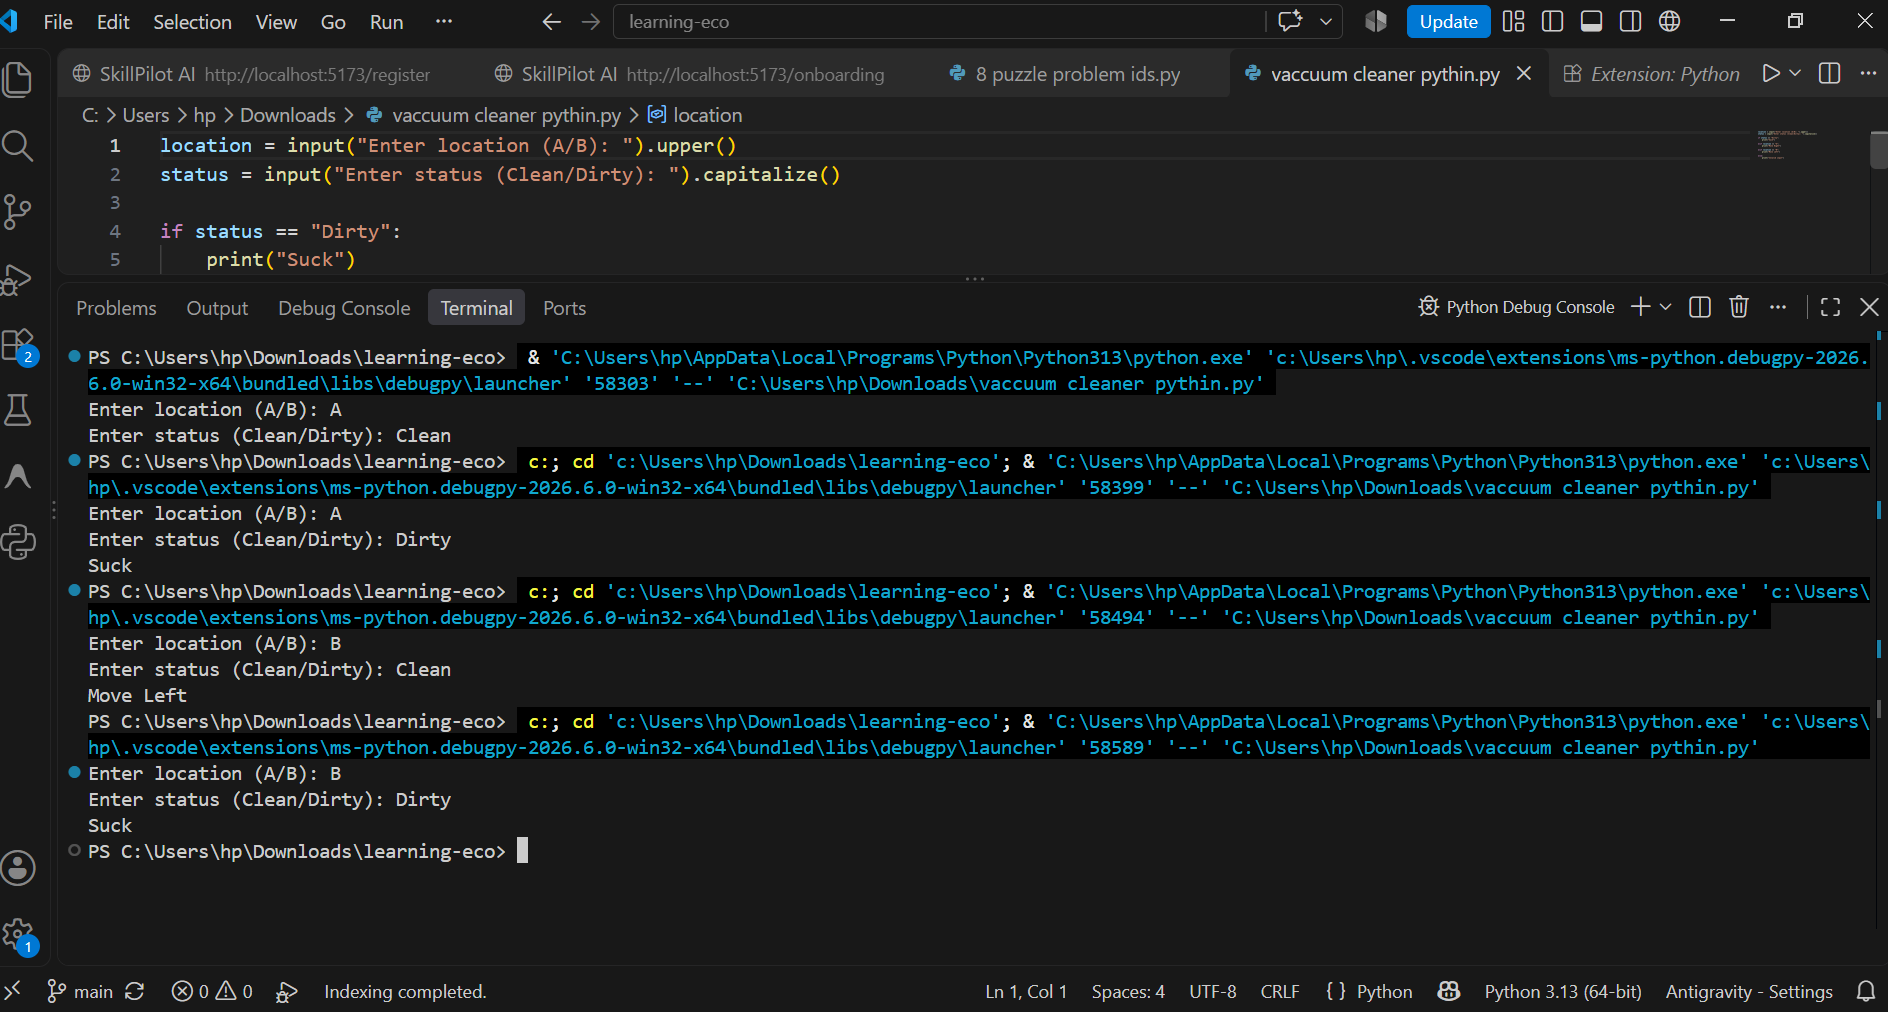 File Edit Selection View Go Run ··· learning-eco Update
SkillPilot AI http://localhost:5173/register SkillPilot AI http://localhost:5173/onboarding 8 puzzle problem ids.py vaccuum cleaner pythin.py Extension: Python
C: > Users > hp > Downloads > vaccuum cleaner pythin.py > location
1 location = input("Enter location (A/B): ").upper()
2 status = input("Enter status (Clean/Dirty): ").capitalize()
3
4 if status == "Dirty":
5 print("Suck")
Problems Output Debug Console Terminal Ports Python Debug Console
PS C:\Users\hp\Downloads\learning-eco> & 'C:\Users\hp\AppData\Local\Programs\Python\Python313\python.exe' 'c:\Users\hp\.vscode\extensions\ms-python.debugpy-2026.
6.0-win32-x64\bundled\libs\debugpy\launcher' '58303' '--' 'C:\Users\hp\Downloads\vaccuum cleaner pythin.py'
Enter location (A/B): A
Enter status (Clean/Dirty): Clean
PS C:\Users\hp\Downloads\learning-eco> c:; cd 'c:\Users\hp\Downloads\learning-eco'; & 'C:\Users\hp\AppData\Local\Programs\Python\Python313\python.exe' 'c:\Users\
hp\.vscode\extensions\ms-python.debugpy-2026.6.0-win32-x64\bundled\libs\debugpy\launcher' '58399' '--' 'C:\Users\hp\Downloads\vaccuum cleaner pythin.py'
Enter location (A/B): A
Enter status (Clean/Dirty): Dirty
Suck
PS C:\Users\hp\Downloads\learning-eco> c:; cd 'c:\Users\hp\Downloads\learning-eco'; & 'C:\Users\hp\AppData\Local\Programs\Python\Python313\python.exe' 'c:\Users\
hp\.vscode\extensions\ms-python.debugpy-2026.6.0-win32-x64\bundled\libs\debugpy\launcher' '58494' '--' 'C:\Users\hp\Downloads\vaccuum cleaner pythin.py'
Enter location (A/B): B
Enter status (Clean/Dirty): Clean
Move Left
PS C:\Users\hp\Downloads\learning-eco> c:; cd 'c:\Users\hp\Downloads\learning-eco'; & 'C:\Users\hp\AppData\Local\Programs\Python\Python313\python.exe' 'c:\Users\
hp\.vscode\extensions\ms-python.debugpy-2026.6.0-win32-x64\bundled\libs\debugpy\launcher' '58589' '--' 'C:\Users\hp\Downloads\vaccuum cleaner pythin.py'
Enter location (A/B): B
Enter status (Clean/Dirty): Dirty
Suck
PS C:\Users\hp\Downloads\learning-eco>
2
1
main 0 0 Indexing completed. Ln 1, Col 1 Spaces: 4 UTF-8 CRLF { } Python Python 3.13 (64-bit) Antigravity - Settings